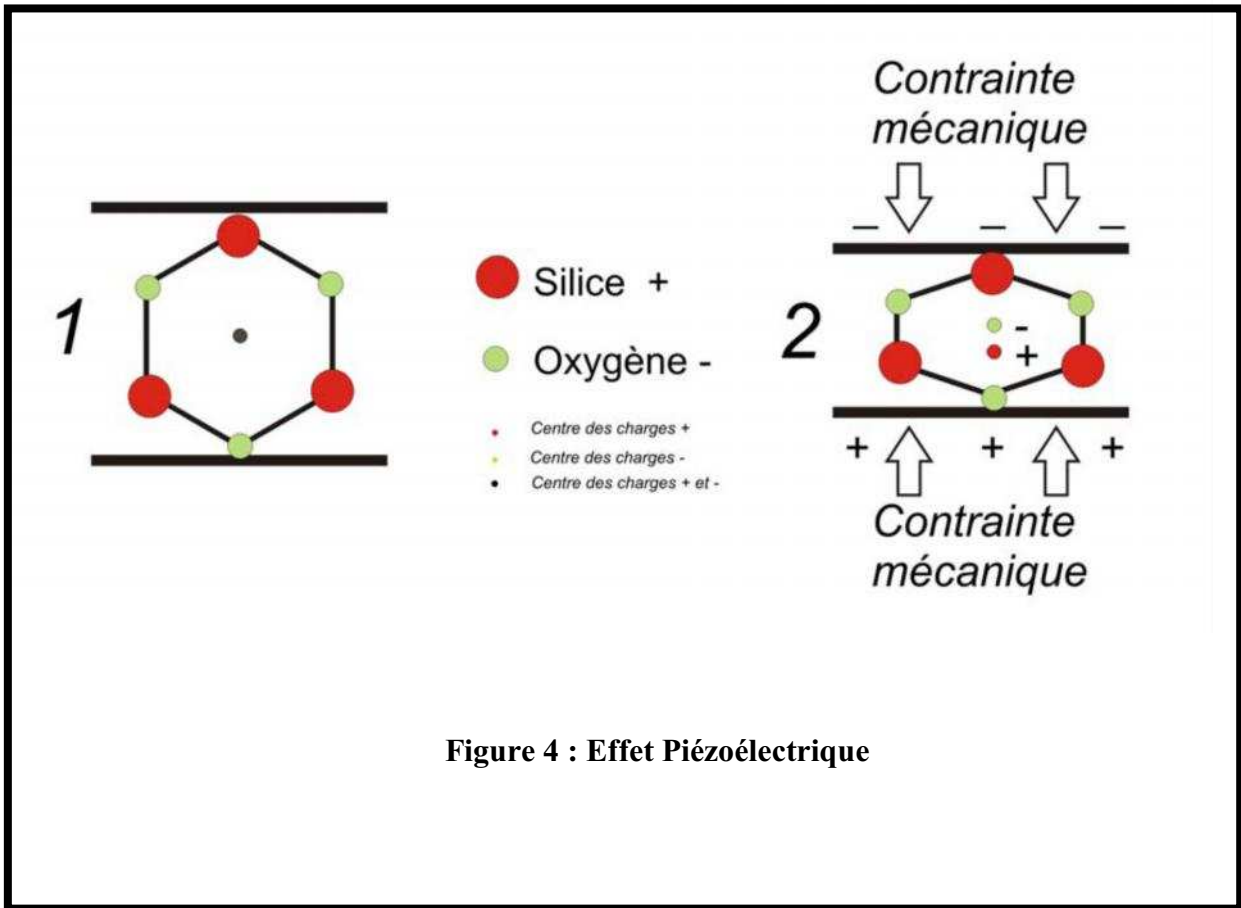 1
Silice +
Oxygène -
Centre des charges +
Centre des charges -
Centre des charges + et -
Contrainte
mécanique
– – –
2
-
+
+ + +
Contrainte
mécanique
Figure 4 : Effet Piézoélectrique